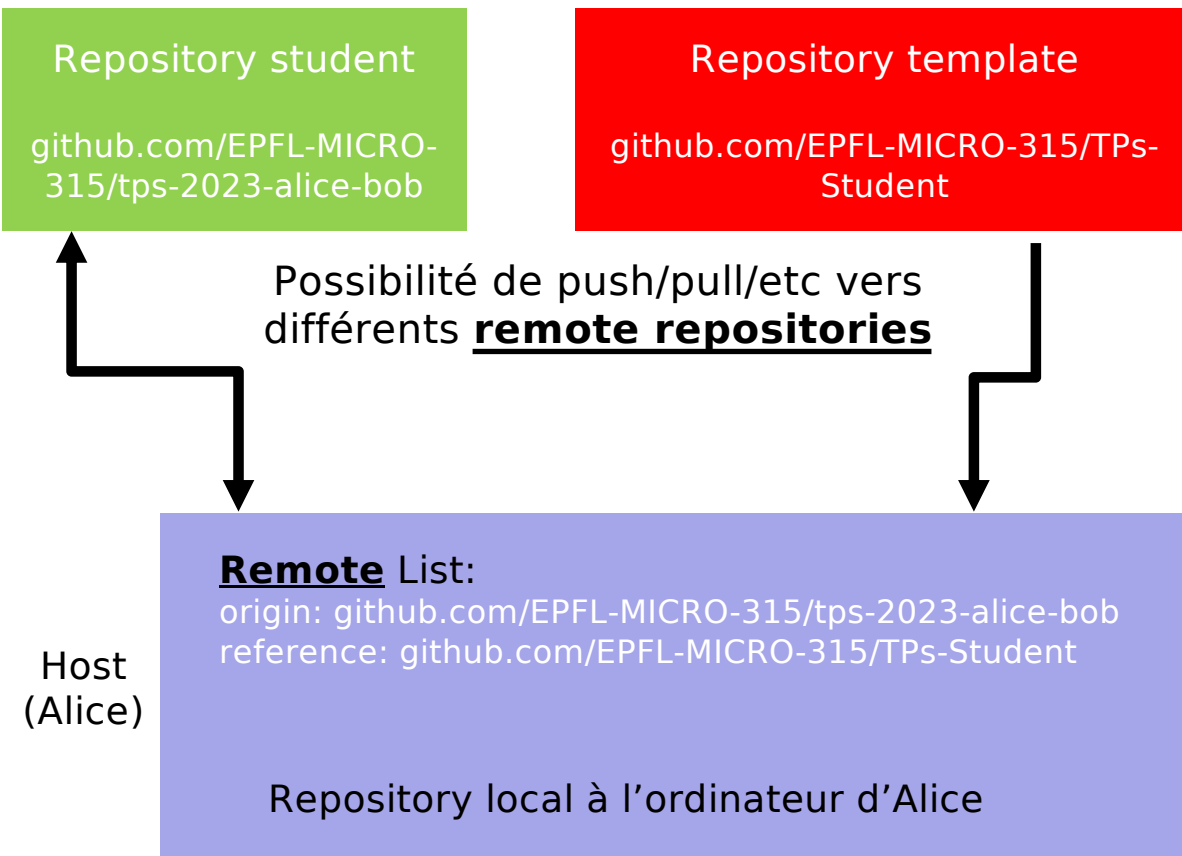 Repository student
github.com/EPFL-MICRO-
315/tps-2023-alice-bob
Repository template
github.com/EPFL-MICRO-315/TPs-
Student
Possibilité de push/pull/etc vers
différents remote repositories
Remote List:
origin: github.com/EPFL-MICRO-315/tps-2023-alice-bob
reference: github.com/EPFL-MICRO-315/TPs-Student
Host
(Alice)
Repository local à l’ordinateur d’Alice